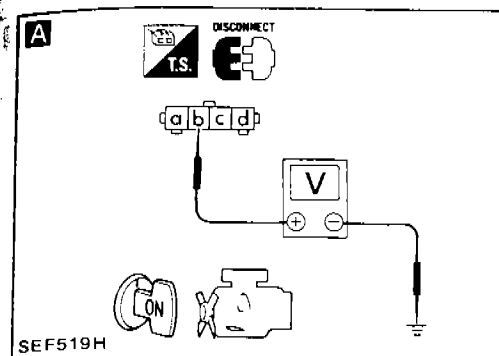 A
DISCONNECT
T.S.
a b c d
V
+ −
ON
SEF519H